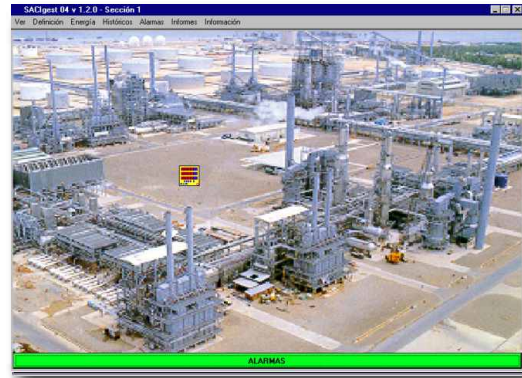 SACIgest 04 v 1.2.0 - Sección 1
Ver Definición Energía Históricos Alarmas Informes Información
ALARMAS